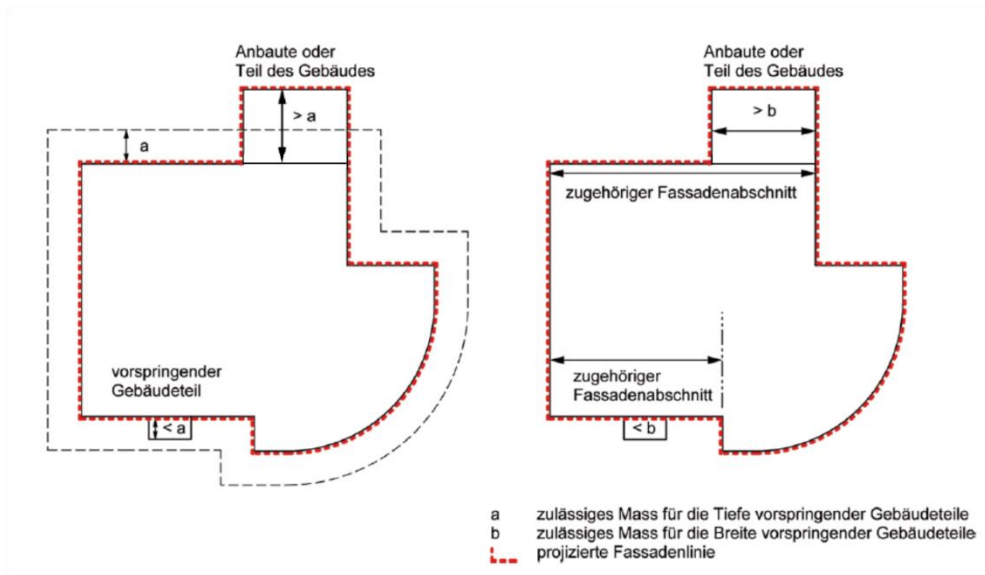 Anbaute oder
Teil des Gebäudes
> a
a
vorspringender
Gebäudeteil
< a
Anbaute oder
Teil des Gebäudes
> b
zugehöriger Fassadenabschnitt
zugehöriger
Fassadenabschnitt
< b
a zulässiges Mass für die Tiefe vorspringender Gebäudeteile
b zulässiges Mass für die Breite vorspringender Gebäudeteile
projizierte Fassadenlinie